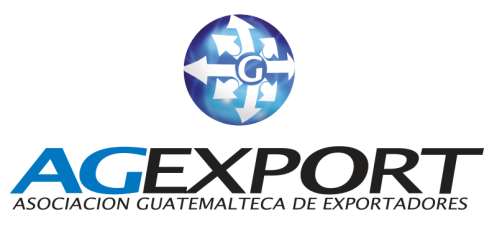 G
AGEXPORT
ASOCIACION GUATEMALTECA DE EXPORTADORES